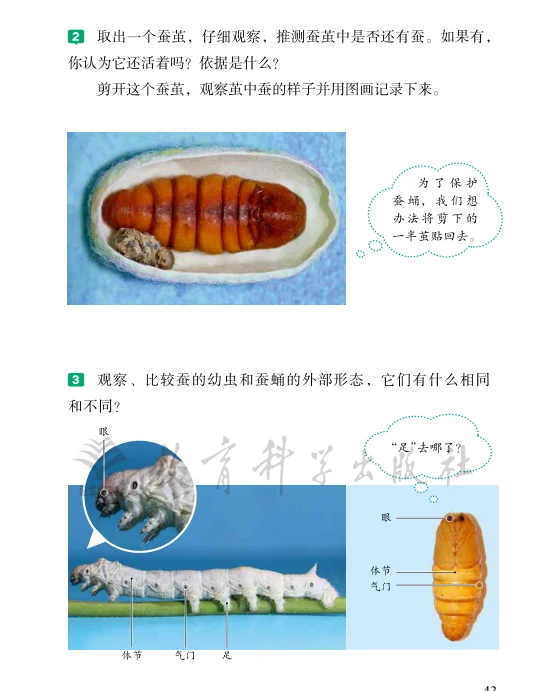 2 取出一个蚕茧，仔细观察，推测蚕茧中是否还有蚕。如果有，
你认为它还活着吗？依据是什么？
剪开这个蚕茧，观察茧中蚕的样子并用图画记录下来。
为了保护
蚕蛹，我们想
办法将剪下的
一半茧贴回去。
3 观察、比较蚕的幼虫和蚕蛹的外部形态，它们有什么相同
和不同？
眼
“足”去哪了？
教育科学出版社
眼
体节
气门
体节
气门
足